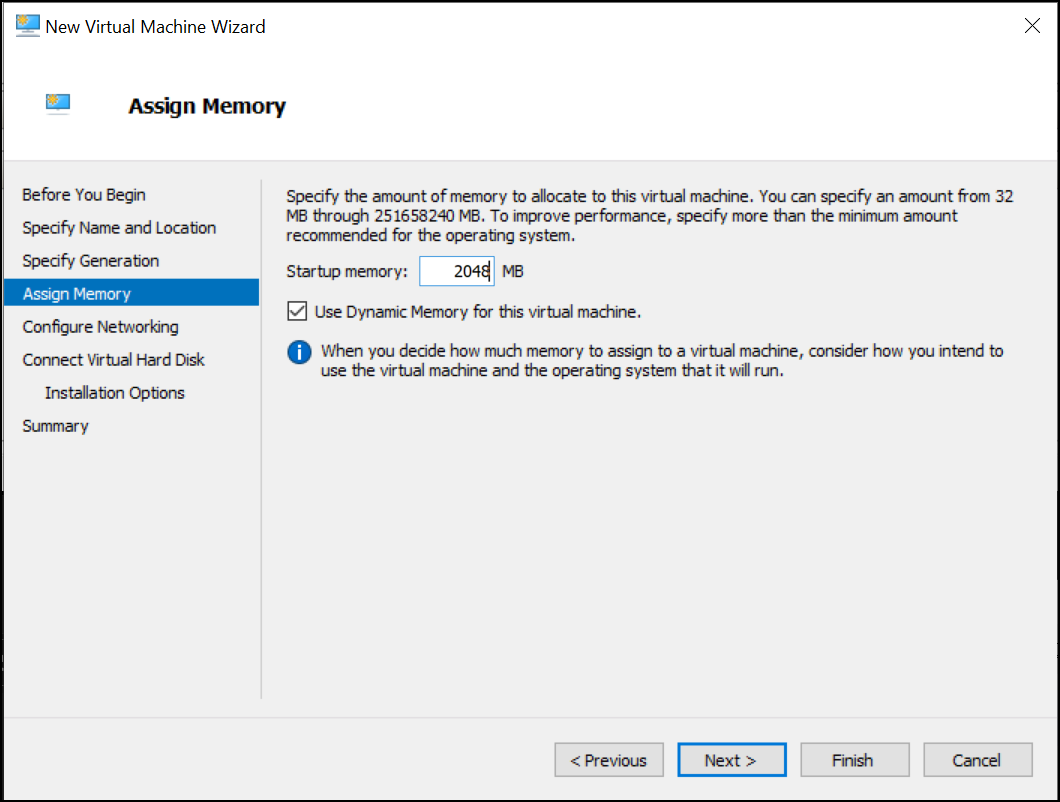 New Virtual Machine Wizard
Assign Memory
Before You Begin
Specify Name and Location
Specify Generation
Assign Memory
Configure Networking
Connect Virtual Hard Disk
Installation Options
Summary
Specify the amount of memory to allocate to this virtual machine. You can specify an amount from 32
MB through 251658240 MB. To improve performance, specify more than the minimum amount
recommended for the operating system.
Startup memory: 2048 MB
Use Dynamic Memory for this virtual machine.
When you decide how much memory to assign to a virtual machine, consider how you intend to
use the virtual machine and the operating system that it will run.
< Previous Next > Finish Cancel